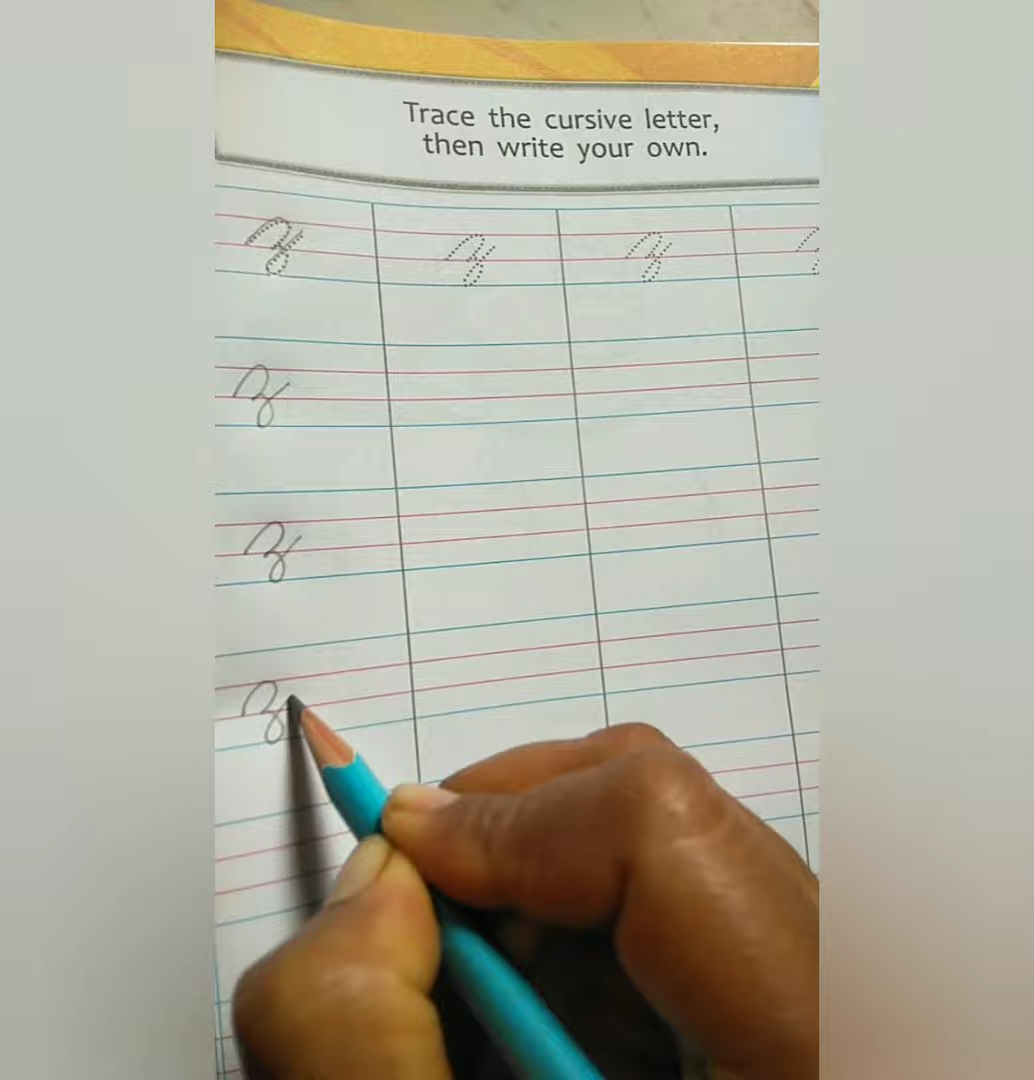 Trace the cursive letter,
then write your own.
z z z
z
z
z